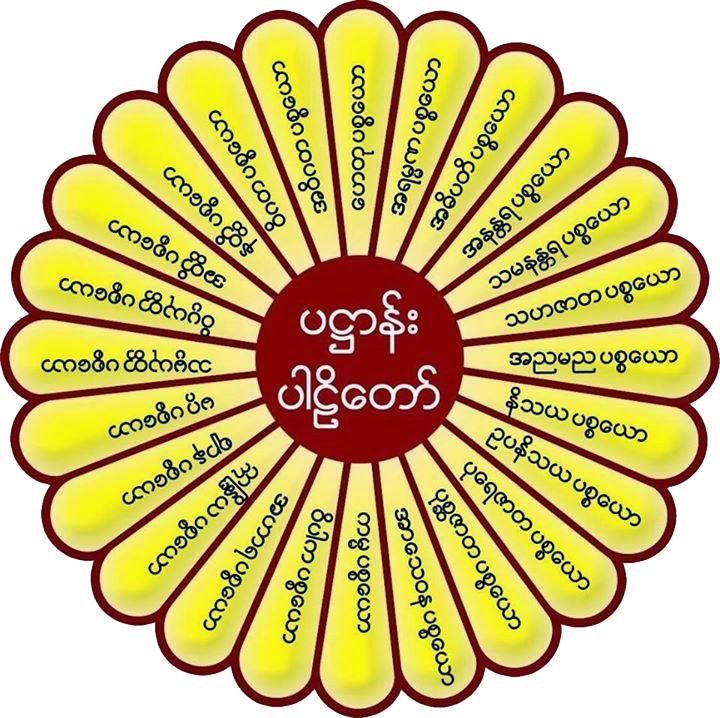 ပဋ္ဌာန်း
ပါဠိတော်
ဟေတု ပစ္စယော
အာရမ္မဏ ပစ္စယော
အဓိပတိ ပစ္စယော
အနန္တရ ပစ္စယော
သမနန္တရ ပစ္စယော
သဟဇာတ ပစ္စယော
အညမည ပစ္စယော
နိသယ ပစ္စယော
ဥပနိသယ ပစ္စယော
ပုရေဇာတ ပစ္စယော
ပစ္ဆာဇာတ ပစ္စယော
အာသေဝန ပစ္စယော
ကမ္မ ပစ္စယော
ဝိပါက ပစ္စယော
အာဟာရ ပစ္စယော
ဣန္ဒြိယ ပစ္စယော
ဈာန ပစ္စယော
မဂ္ဂ ပစ္စယော
သမ္ပယုတ္တ ပစ္စယော
ဝိပ္ပယုတ္တ ပစ္စယော
အတ္ထိ ပစ္စယော
နတ္ထိ ပစ္စယော
ဝိဂတ ပစ္စယော
အဝိဂတ ပစ္စယော